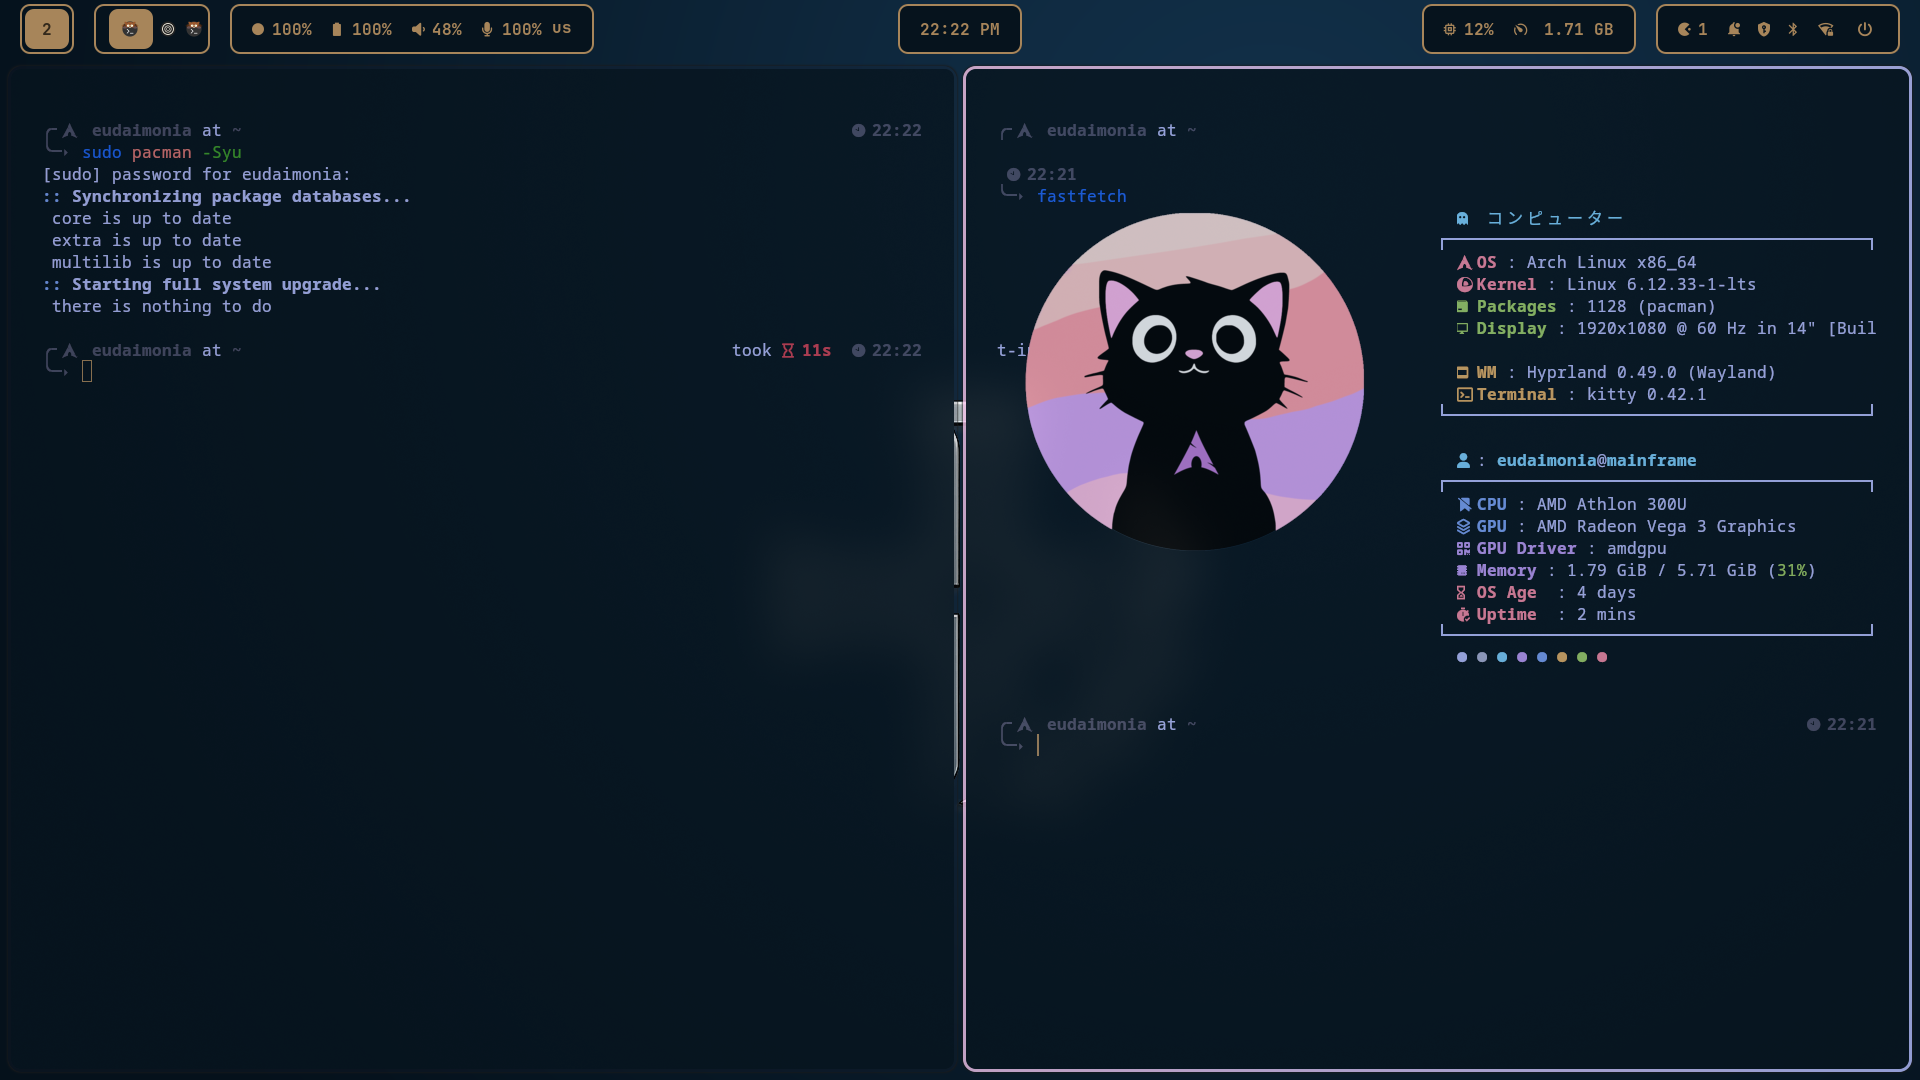 2
100% 100% 48% 100% US
22:22 PM
12% 1.71 GB
1
eudaimonia at ~ 22:22
sudo pacman -Syu
[sudo] password for eudaimonia:
:: Synchronizing package databases...
core is up to date
extra is up to date
multilib is up to date
:: Starting full system upgrade...
there is nothing to do
eudaimonia at ~ took 11s 22:22
eudaimonia at ~
22:21
fastfetch
コンピューター
OS : Arch Linux x86_64
Kernel : Linux 6.12.33-1-lts
Packages : 1128 (pacman)
Display : 1920x1080 @ 60 Hz in 14" [Buil
WM : Hyprland 0.49.0 (Wayland)
Terminal : kitty 0.42.1
: eudaimonia@mainframe
CPU : AMD Athlon 300U
GPU : AMD Radeon Vega 3 Graphics
GPU Driver : amdgpu
Memory : 1.79 GiB / 5.71 GiB (31%)
OS Age : 4 days
Uptime : 2 mins
eudaimonia at ~ 22:21